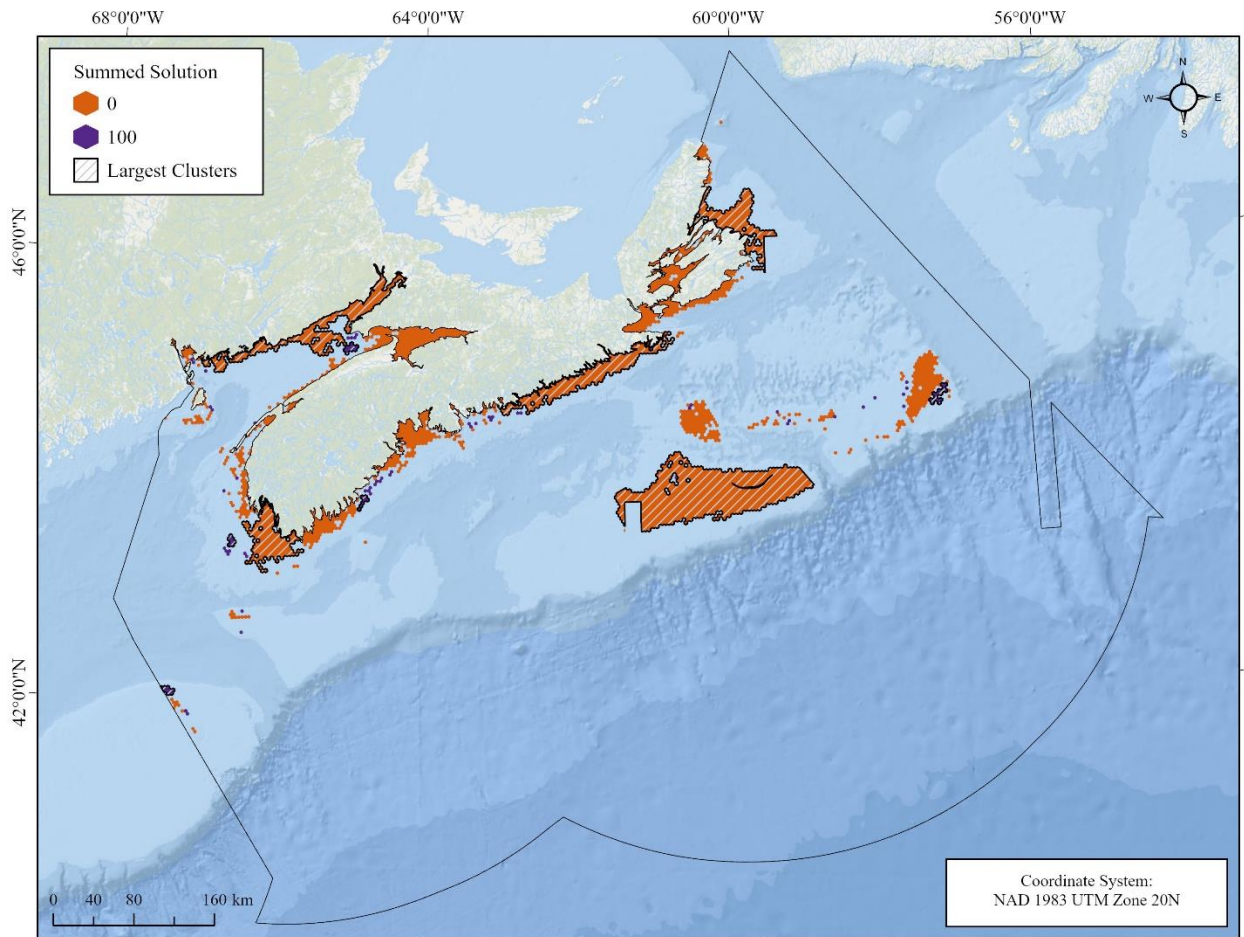 68°0'0"W 64°0'0"W 60°0'0"W 56°0'0"W
Summed Solution
0
100
Largest Clusters
N
W E
S
46°0'0"N
42°0'0"N
0 40 80 160 km
Coordinate System:
NAD 1983 UTM Zone 20N